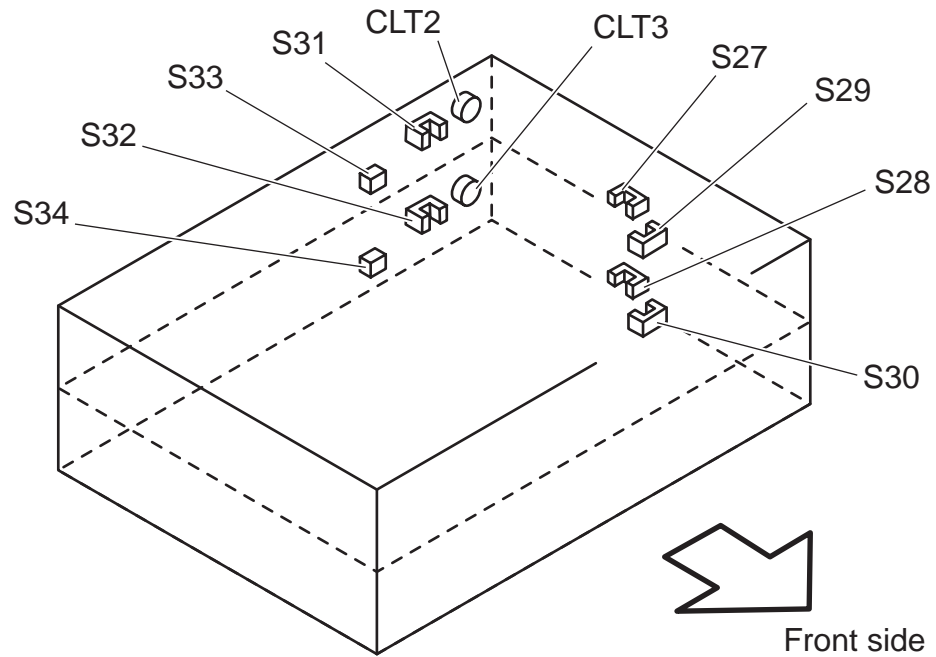 CLT2
S31
CLT3
S27
S33
S29
S32
S28
S34
S30
Front side